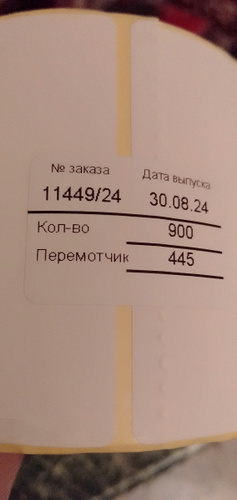 № заказа Дата выпуска
11449/24 30.08.24
Кол-во 900
Перемотчик 445